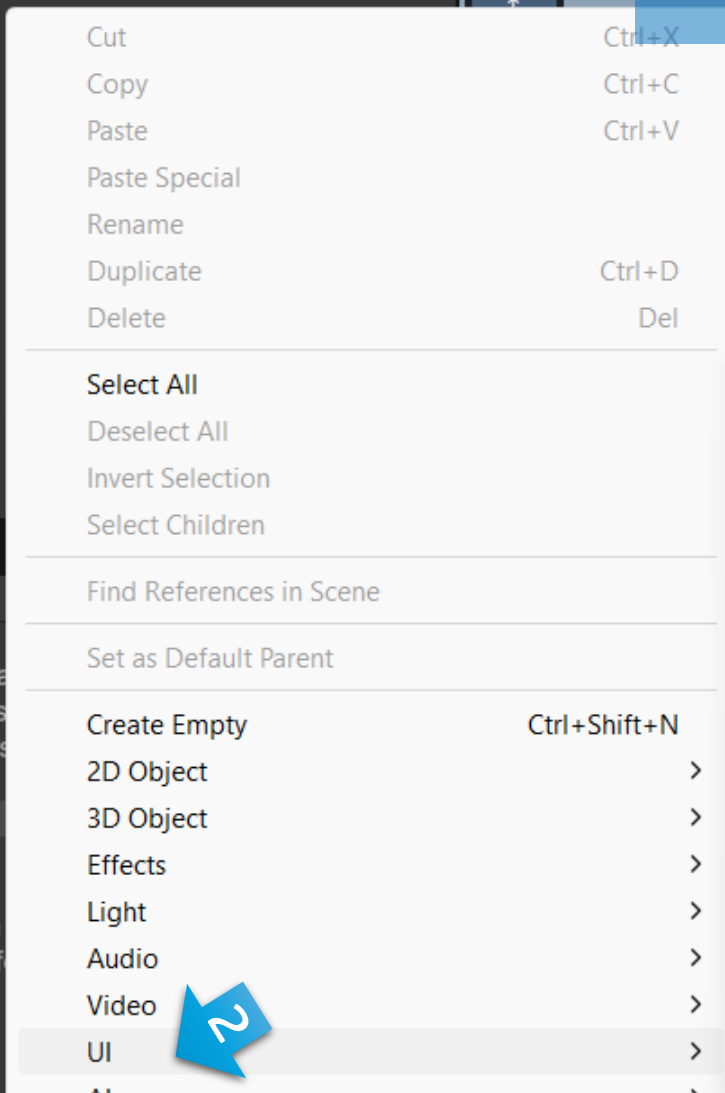 Cut Ctrl+X
Copy Ctrl+C
Paste Ctrl+V
Paste Special
Rename
Duplicate Ctrl+D
Delete Del
Select All
Deselect All
Invert Selection
Select Children
Find References in Scene
Set as Default Parent
Create Empty Ctrl+Shift+N
2D Object
3D Object
Effects
Light
Audio
Video
2
UI